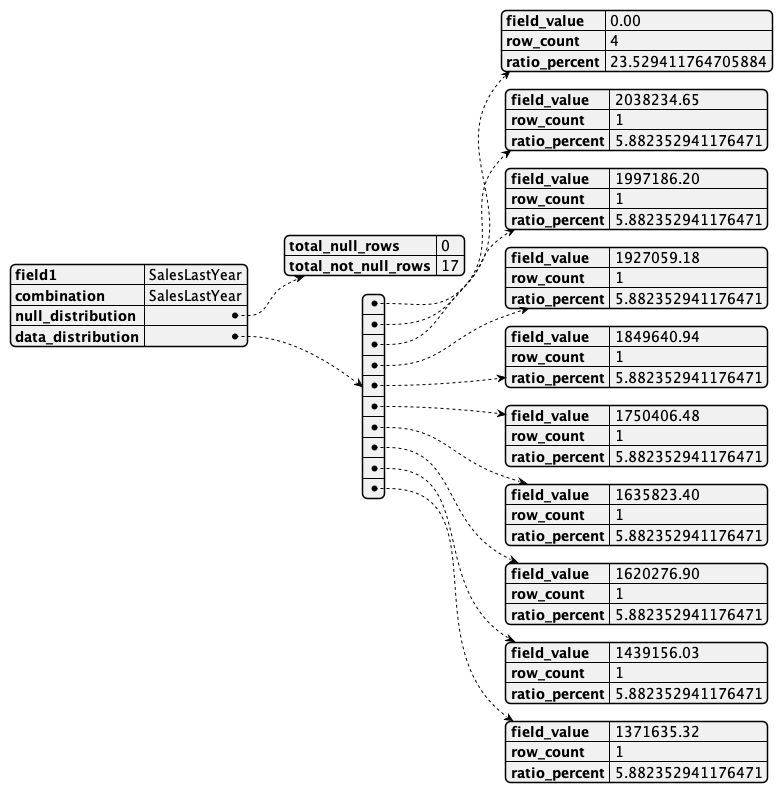 field_value 0.00
row_count 4
ratio_percent 23.529411764705884
field_value 2038234.65
row_count 1
ratio_percent 5.882352941176471
field_value 1997186.20
row_count 1
ratio_percent 5.882352941176471
total_null_rows 0
total_not_null_rows 17
field1 SalesLastYear
combination SalesLastYear
null_distribution
data_distribution
field_value 1927059.18
row_count 1
ratio_percent 5.882352941176471
field_value 1849640.94
row_count 1
ratio_percent 5.882352941176471
field_value 1750406.48
row_count 1
ratio_percent 5.882352941176471
field_value 1635823.40
row_count 1
ratio_percent 5.882352941176471
field_value 1620276.90
row_count 1
ratio_percent 5.882352941176471
field_value 1439156.03
row_count 1
ratio_percent 5.882352941176471
field_value 1371635.32
row_count 1
ratio_percent 5.882352941176471